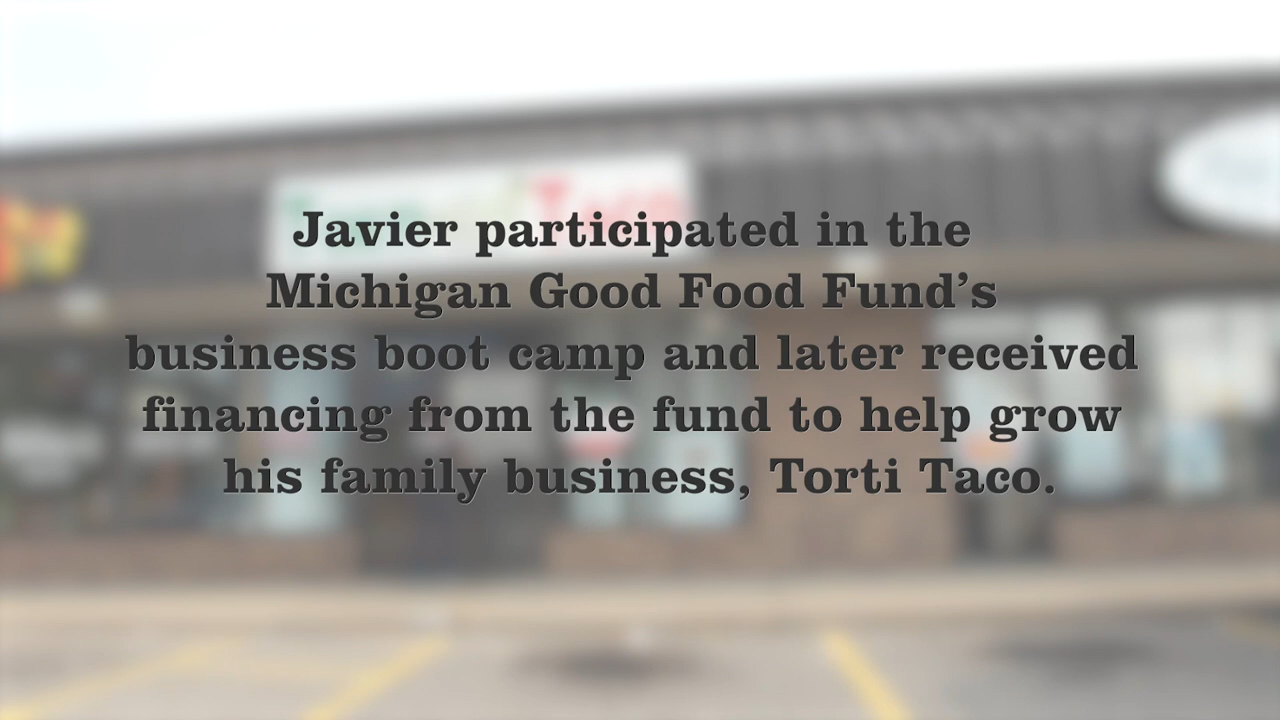 Javier participated in the
Michigan Good Food Fund’s
business boot camp and later received
financing from the fund to help grow
his family business, Torti Taco.